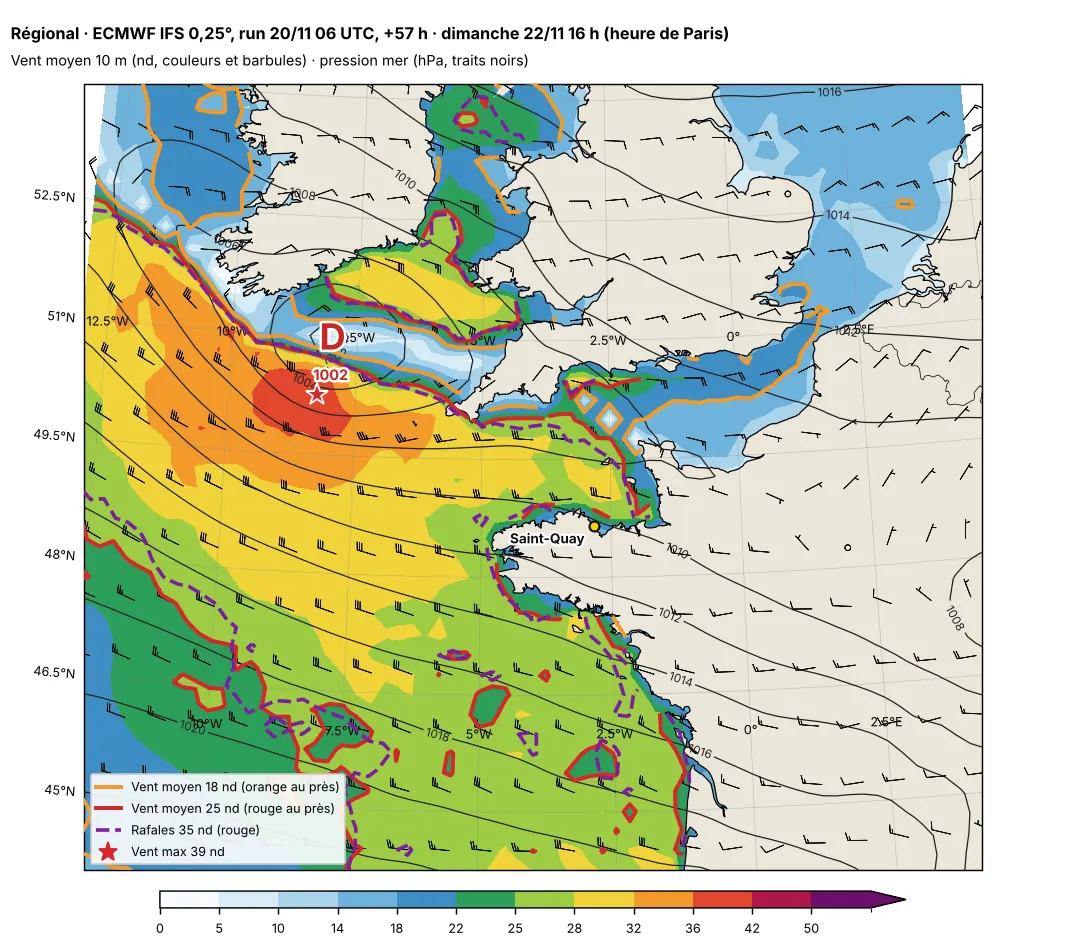 Régional · ECMWF IFS 0,25°, run 20/11 06 UTC, +57 h · dimanche 22/11 16 h (heure de Paris)
Vent moyen 10 m (nd, couleurs et barbules) · pression mer (hPa, traits noirs)
1016
1010
52.5°N
1008
1014
1006
51°N
12.5°W
10°W
D
2.5°W
0°
1012
2.5°E
1002
49.5°N
Saint-Quay
48°N
1010
1012
1008
46.5°N
1014
10°W
1020
7.5°W
1018
5°W
2.5°W
0°
2.5°E
1016
45°N
Vent moyen 18 nd (orange au près)
Vent moyen 25 nd (rouge au près)
Rafales 35 nd (rouge)
Vent max 39 nd
0 5 10 14 18 22 25 28 32 36 42 50